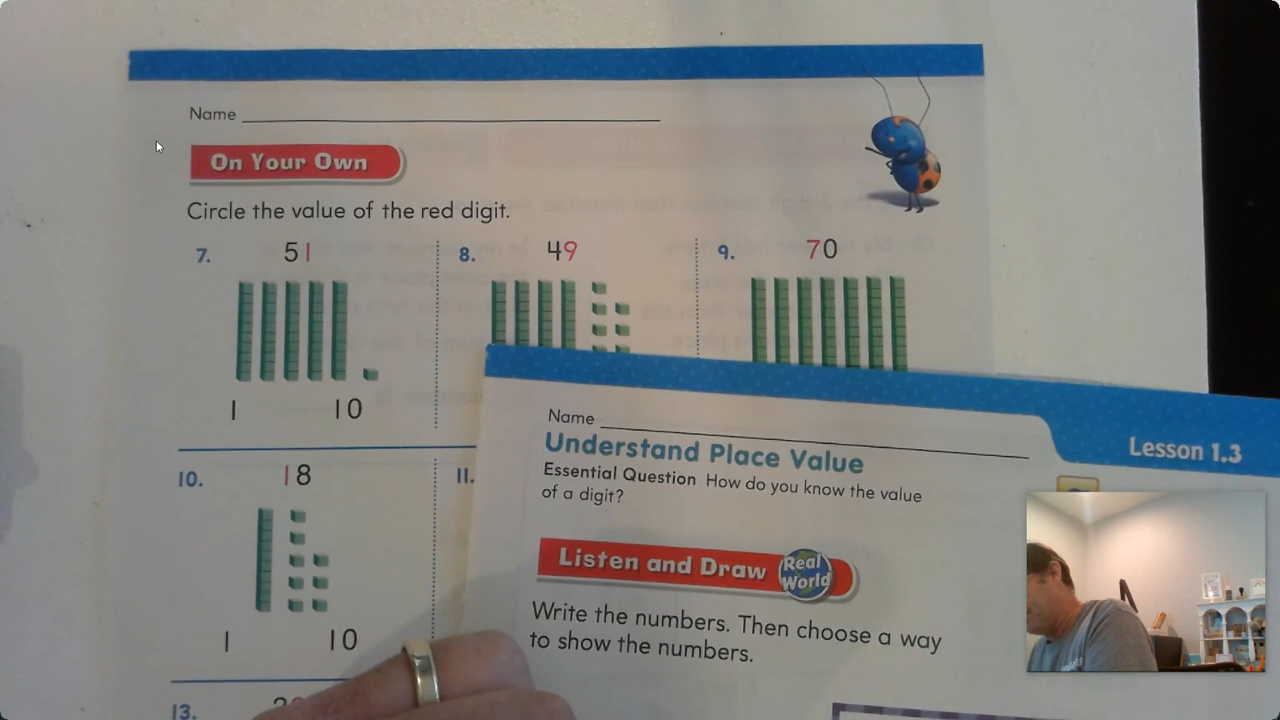 Name
On Your Own
Circle the value of the red digit.
7. 51
8. 49
9. 70
1 10
10. 18
11.
1 10
13.
Name
Lesson 1.3
Understand Place Value
Essential Question How do you know the value
of a digit?
Listen and Draw Real World
Write the numbers. Then choose a way
to show the numbers.